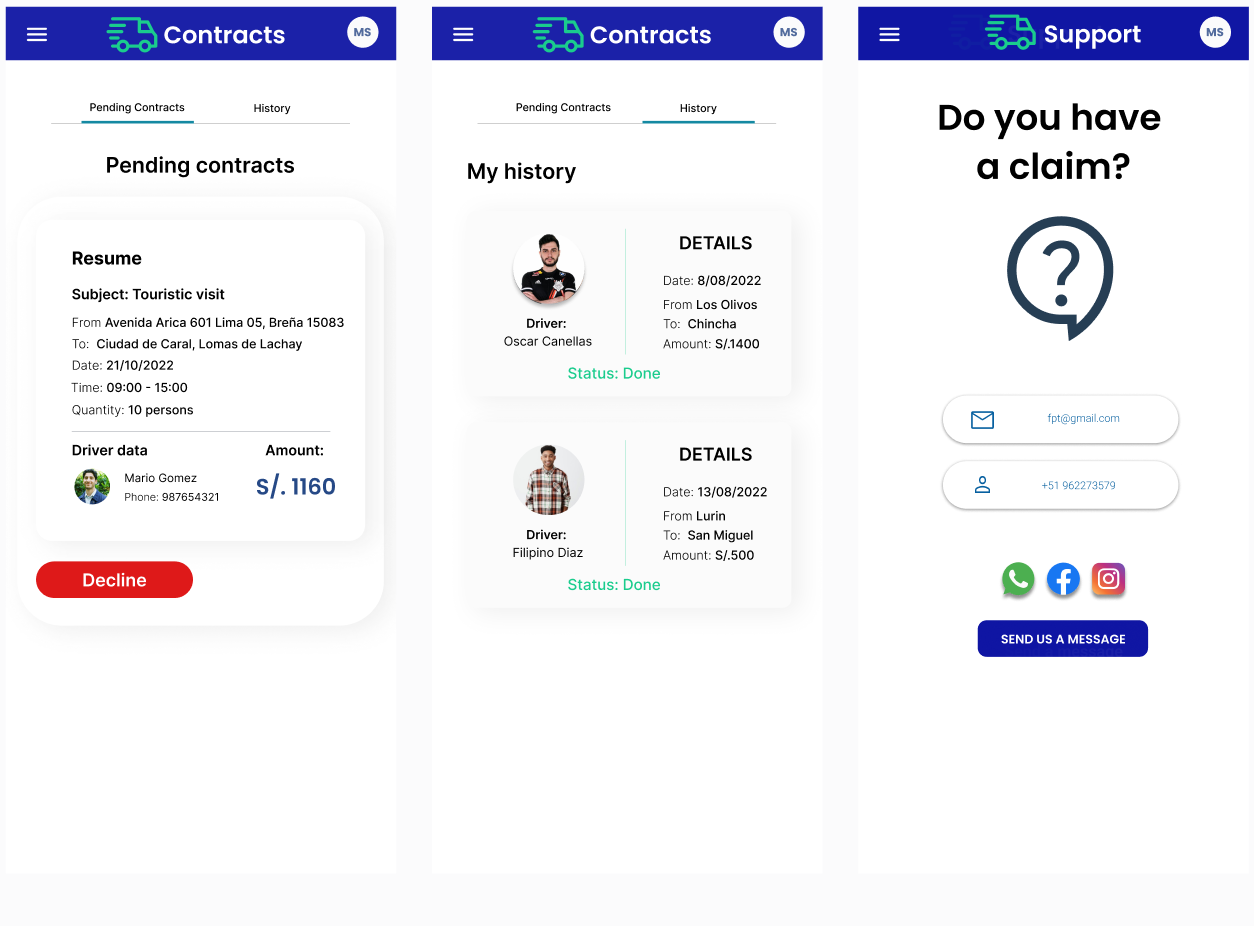 Contracts
MS
Pending Contracts
History
Pending contracts
Resume
Subject: Touristic visit
From Avenida Arica 601 Lima 05, Breña 15083
To: Ciudad de Caral, Lomas de Lachay
Date: 21/10/2022
Time: 09:00 - 15:00
Quantity: 10 persons
Driver data
Amount:
Mario Gomez
Phone: 987654321
S/. 1160
Decline
Contracts
MS
Pending Contracts
History
My history
DETAILS
Date: 8/08/2022
From Los Olivos
To: Chincha
Amount: S/.1400
Driver:
Oscar Canellas
Status: Done
DETAILS
Date: 13/08/2022
From Lurin
To: San Miguel
Amount: S/.500
Driver:
Filipino Diaz
Status: Done
Support
MS
Do you have
a claim?
fpt@gmail.com
+51 962273579
SEND US A MESSAGE